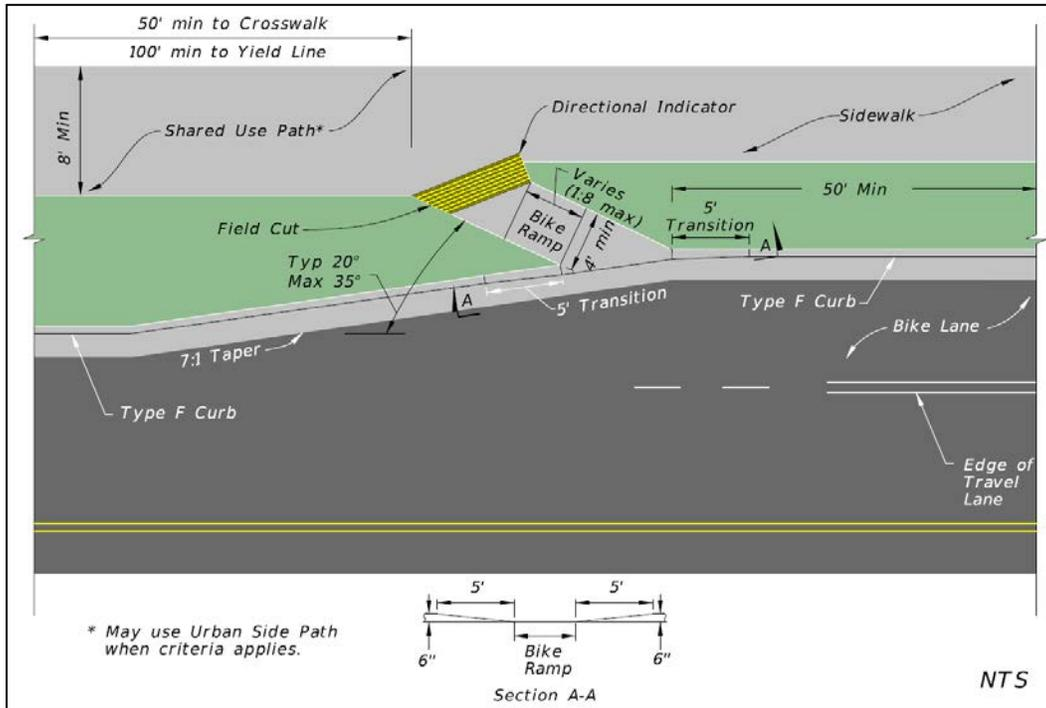 50' min to Crosswalk
100' min to Yield Line
8' Min
Shared Use Path*
Directional Indicator
Sidewalk
Field Cut
Varies
(1:8 max)
Bike
Ramp
4' min
50' Min
5'
Transition
A
Typ 20°
Max 35°
A
5' Transition
Type F Curb
7:1 Taper
Bike Lane
Type F Curb
Edge of
Travel
Lane
5'
5'
* May use Urban Side Path
when criteria applies.
6"
Bike
Ramp
6"
Section A-A
NTS